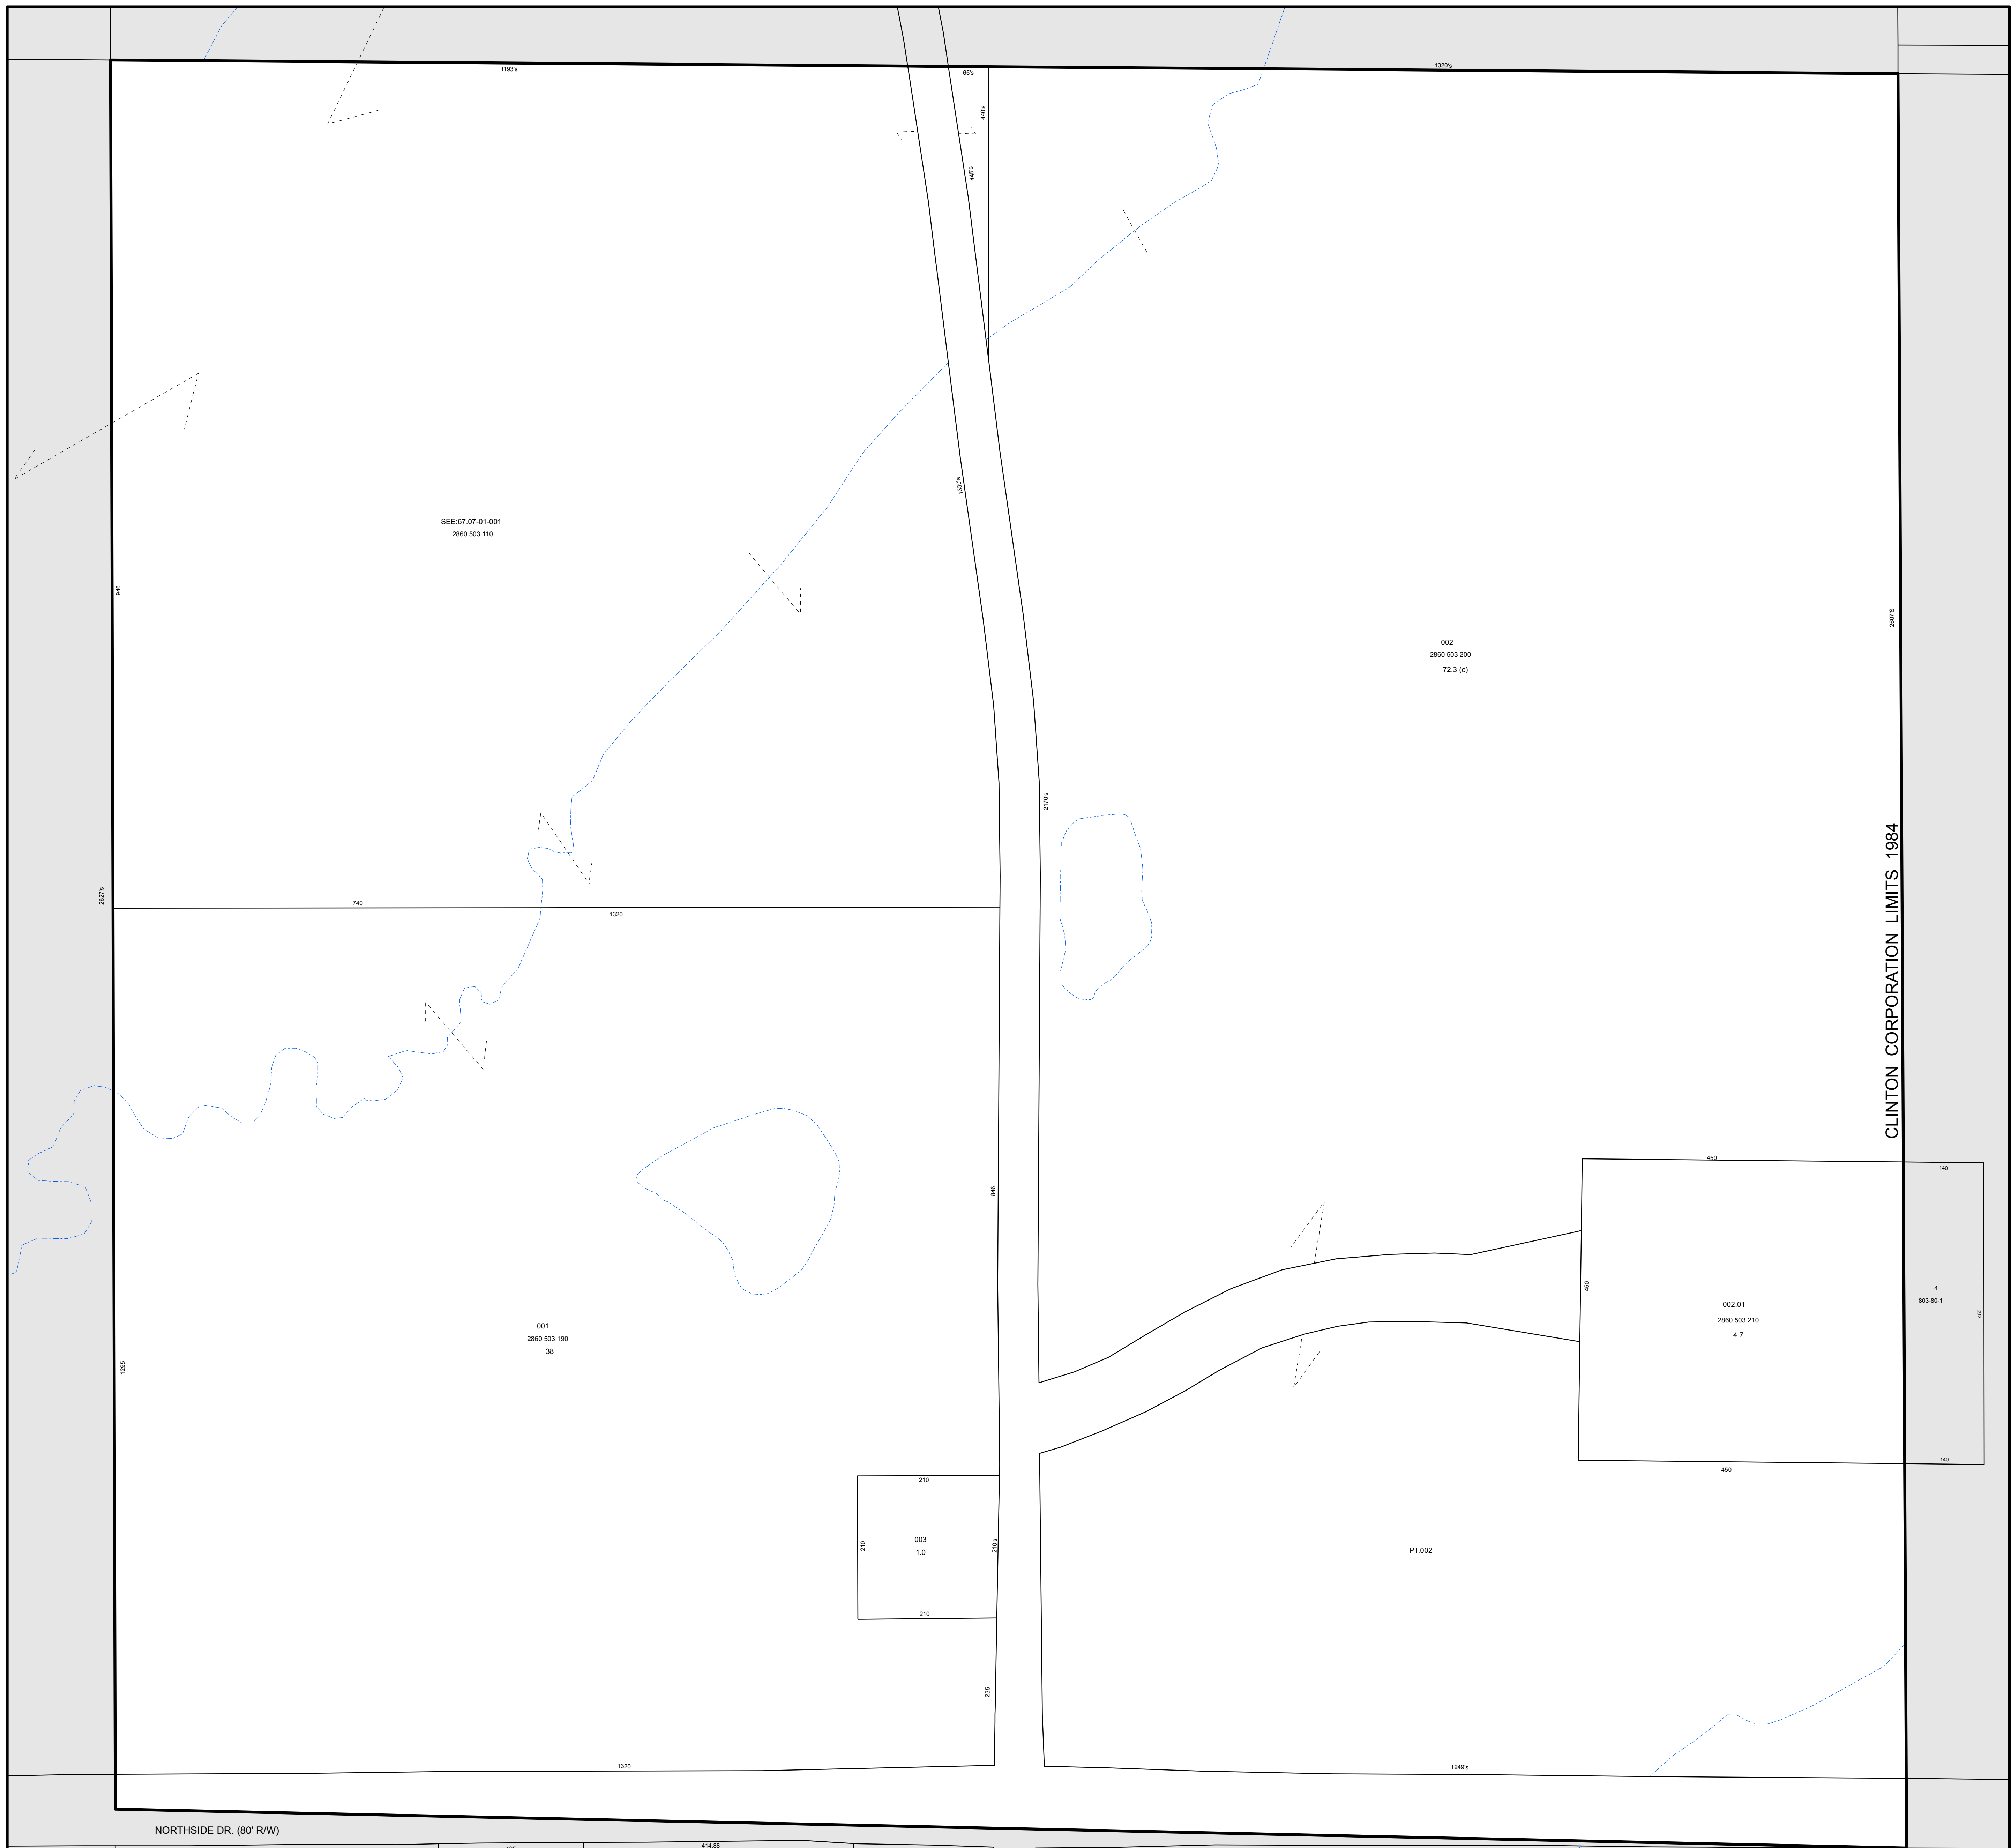 1193's
65's
1320's
440's
445's
1330's
SEE:67.07-01-001
2860 503 110
946
2607'S
002
2860 503 200
72.3 (c)
2170's
2627's
740
1320
CLINTON CORPORATION LIMITS 1984
450
140
846
450
4
803-80-1
460
002.01
2860 503 210
4.7
001
2860 503 190
38
1295
140
450
210
003
1.0
210
210's
PT.002
210
235
1320
1249's
NORTHSIDE DR. (80' R/W)
414.88